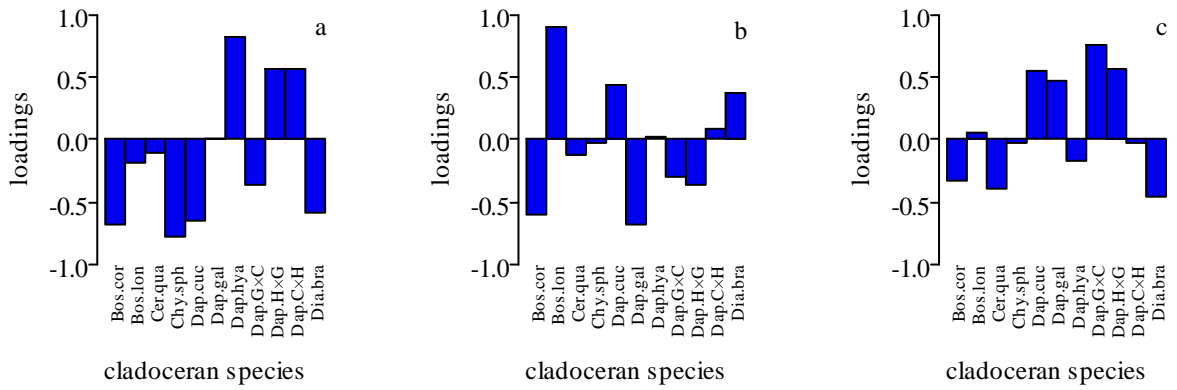 a
1.0
0.5
0.0
-0.5
-1.0
loadings
Bos.cor
Bos.lon
Cer.qua
Chy.sph
Dap.cuc
Dap.gal
Dap.hya
Dap.G×C
Dap.H×G
Dap.C×H
Dia.bra
cladoceran species
b
1.0
0.5
0.0
-0.5
-1.0
loadings
Bos.cor
Bos.lon
Cer.qua
Chy.sph
Dap.cuc
Dap.gal
Dap.hya
Dap.G×C
Dap.H×G
Dap.C×H
Dia.bra
cladoceran species
c
1.0
0.5
0.0
-0.5
-1.0
loadings
Bos.cor
Bos.lon
Cer.qua
Chy.sph
Dap.cuc
Dap.gal
Dap.hya
Dap.G×C
Dap.H×G
Dap.C×H
Dia.bra
cladoceran species